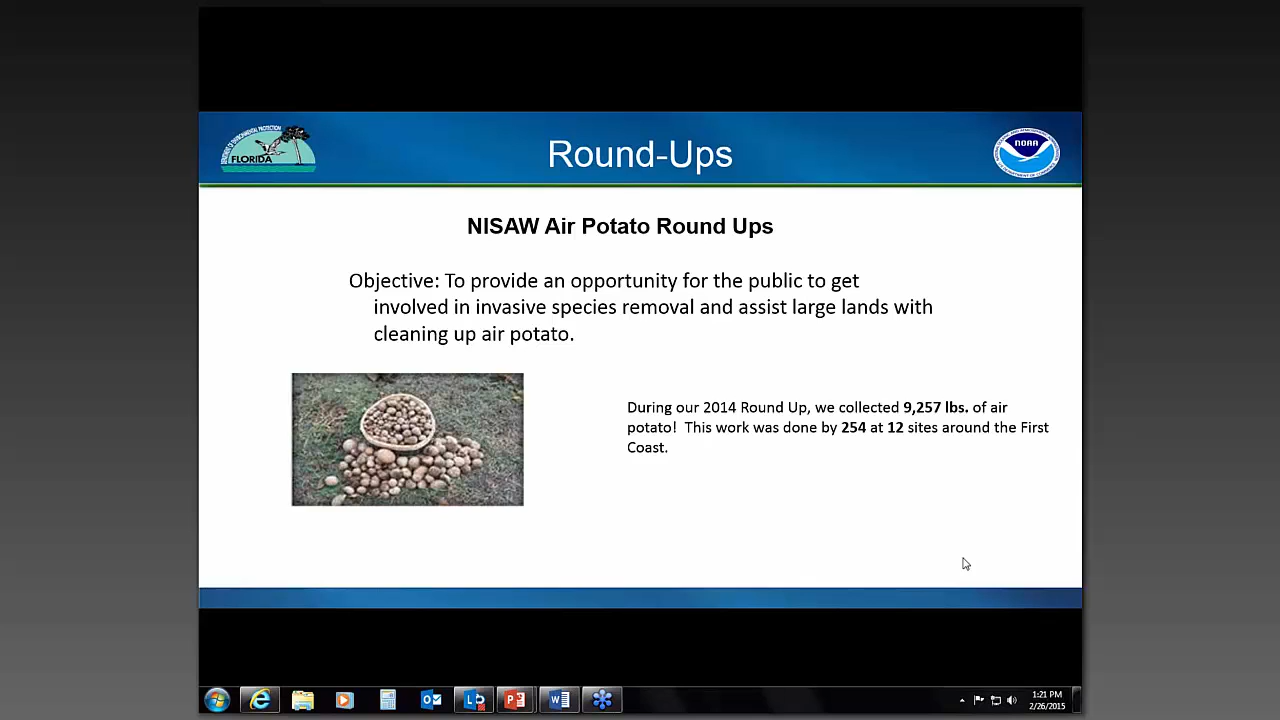 FLORIDA
Round-Ups
NOAA
NISAW Air Potato Round Ups
Objective: To provide an opportunity for the public to get
involved in invasive species removal and assist large lands with
cleaning up air potato.
During our 2014 Round Up, we collected 9,257 lbs. of air
potato! This work was done by 254 at 12 sites around the First
Coast.
1:21 PM
2/26/2015